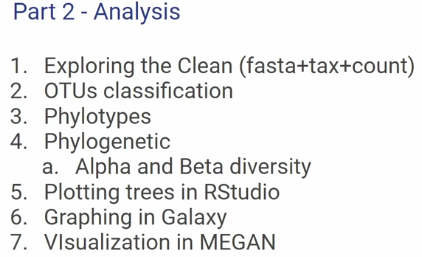 Part 2 - Analysis
1. Exploring the Clean (fasta+tax+count)
2. OTUs classification
3. Phylotypes
4. Phylogenetic
a. Alpha and Beta diversity
5. Plotting trees in RStudio
6. Graphing in Galaxy
7. VIsualization in MEGAN